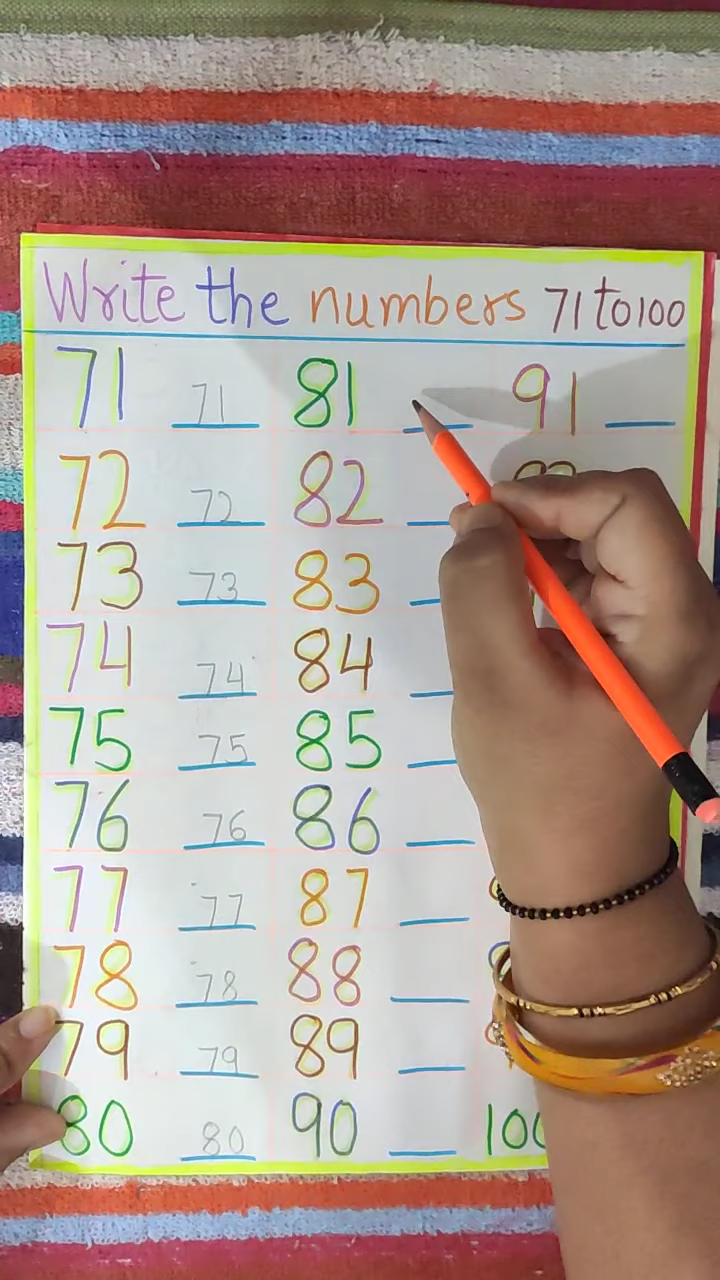 Write the numbers 71 to 100
71 71 81 91
72 72 82
73 73 83
74 74 84
75 75 85
76 76 86
77 77 87
78 78 88
79 79 89
80 80 90 100